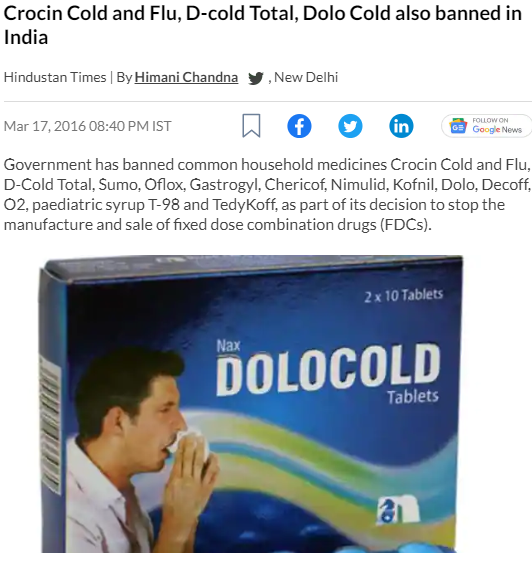 Crocin Cold and Flu, D-cold Total, Dolo Cold also banned in
India
Hindustan Times | By Himani Chandna , New Delhi
Mar 17, 2016 08:40 PM IST
FOLLOW ON
Google News
Government has banned common household medicines Crocin Cold and Flu,
D-Cold Total, Sumo, Oflox, Gastrogyl, Chericof, Nimulid, Kofnil, Dolo, Decoff,
O2, paediatric syrup T-98 and TedyKoff, as part of its decision to stop the
manufacture and sale of fixed dose combination drugs (FDCs).
2 x 10 Tablets
Nax
DOLOCOLD
Tablets